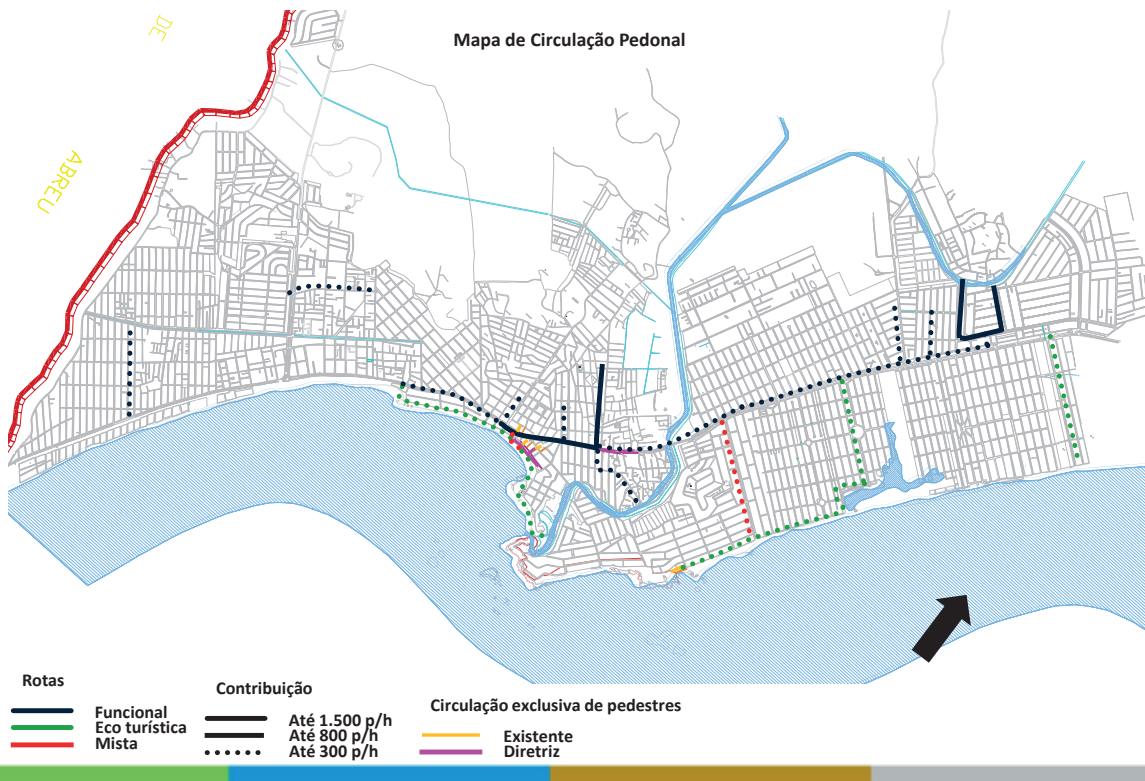 DE
ABREU
Mapa de Circulação Pedonal
Rotas
Funcional
Eco turística
Mista
Contribuição
Até 1.500 p/h
Até 800 p/h
Até 300 p/h
Circulação exclusiva de pedestres
Existente
Diretriz